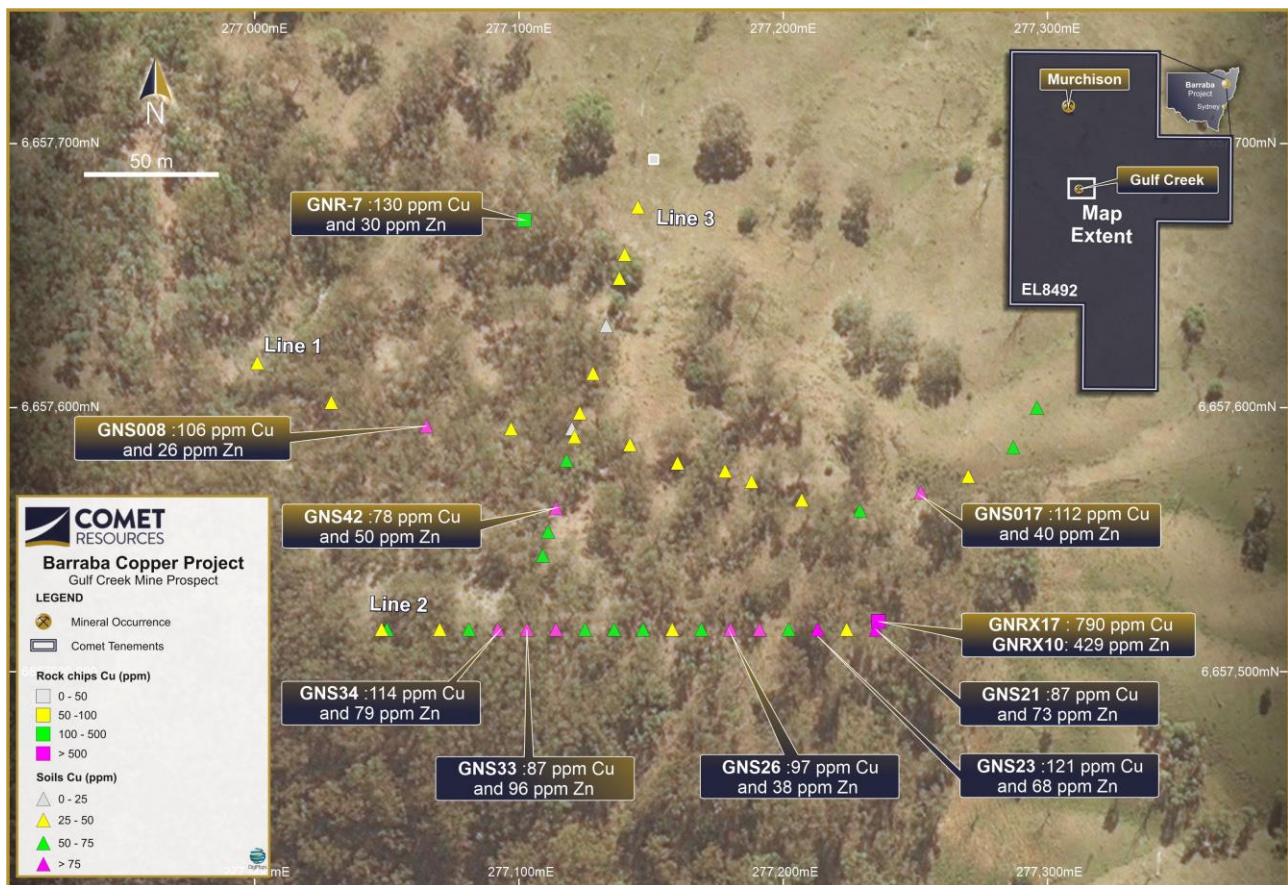 277,000mE
277,100mE
277,200mE
277,300mE
N
50 m
6,657,700mN
Murchison
Barraba
Project
Sydney
Gulf Creek
Map
Extent
EL8492
GNR-7 :130 ppm Cu
and 30 ppm Zn
Line 3
Line 1
6,657,600mN
6,657,600mN
GNS008 :106 ppm Cu
and 26 ppm Zn
GNS42 :78 ppm Cu
and 50 ppm Zn
GNS017 :112 ppm Cu
and 40 ppm Zn
Line 2
GNRX17 : 790 ppm Cu
GNRX10: 429 ppm Zn
6,657,500mN
GNS34 :114 ppm Cu
and 79 ppm Zn
GNS21 :87 ppm Cu
and 73 ppm Zn
GNS33 :87 ppm Cu
and 96 ppm Zn
GNS26 :97 ppm Cu
and 38 ppm Zn
GNS23 :121 ppm Cu
and 68 ppm Zn
COMET
RESOURCES
Barraba Copper Project
Gulf Creek Mine Prospect
LEGEND
Mineral Occurrence
Comet Tenements
Rock chips Cu (ppm)
0 - 50
50 -100
100 - 500
> 500
Soils Cu (ppm)
0 - 25
25 - 50
50 - 75
> 75
277,100mE
277,200mE
277,300mE